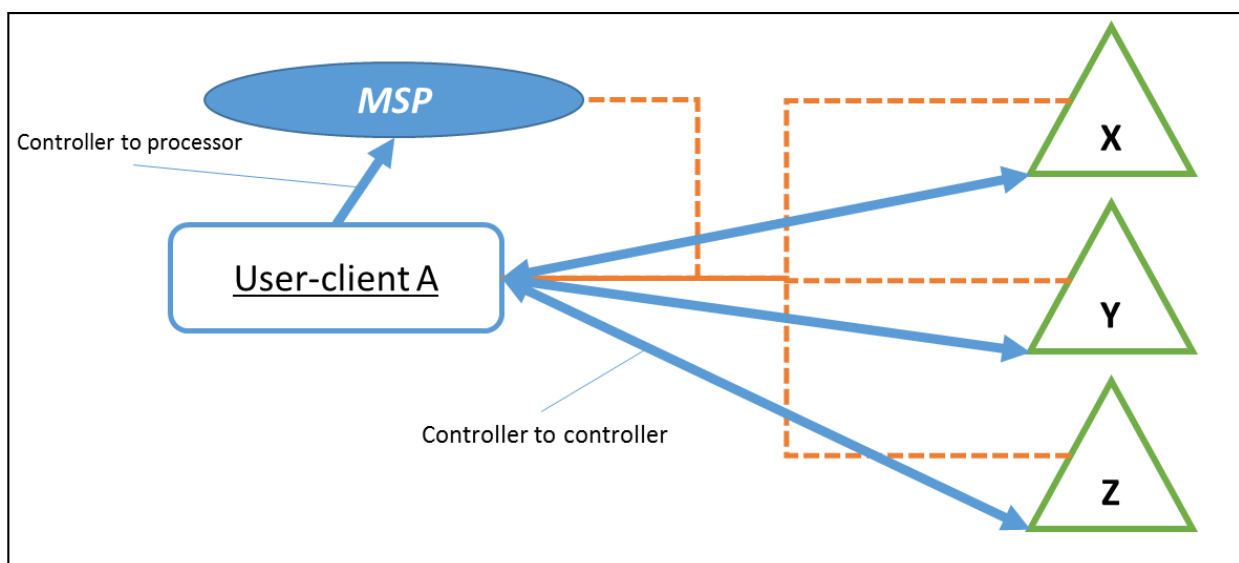 MSP
X
Controller to processor
User-client A
Y
Controller to controller
Z